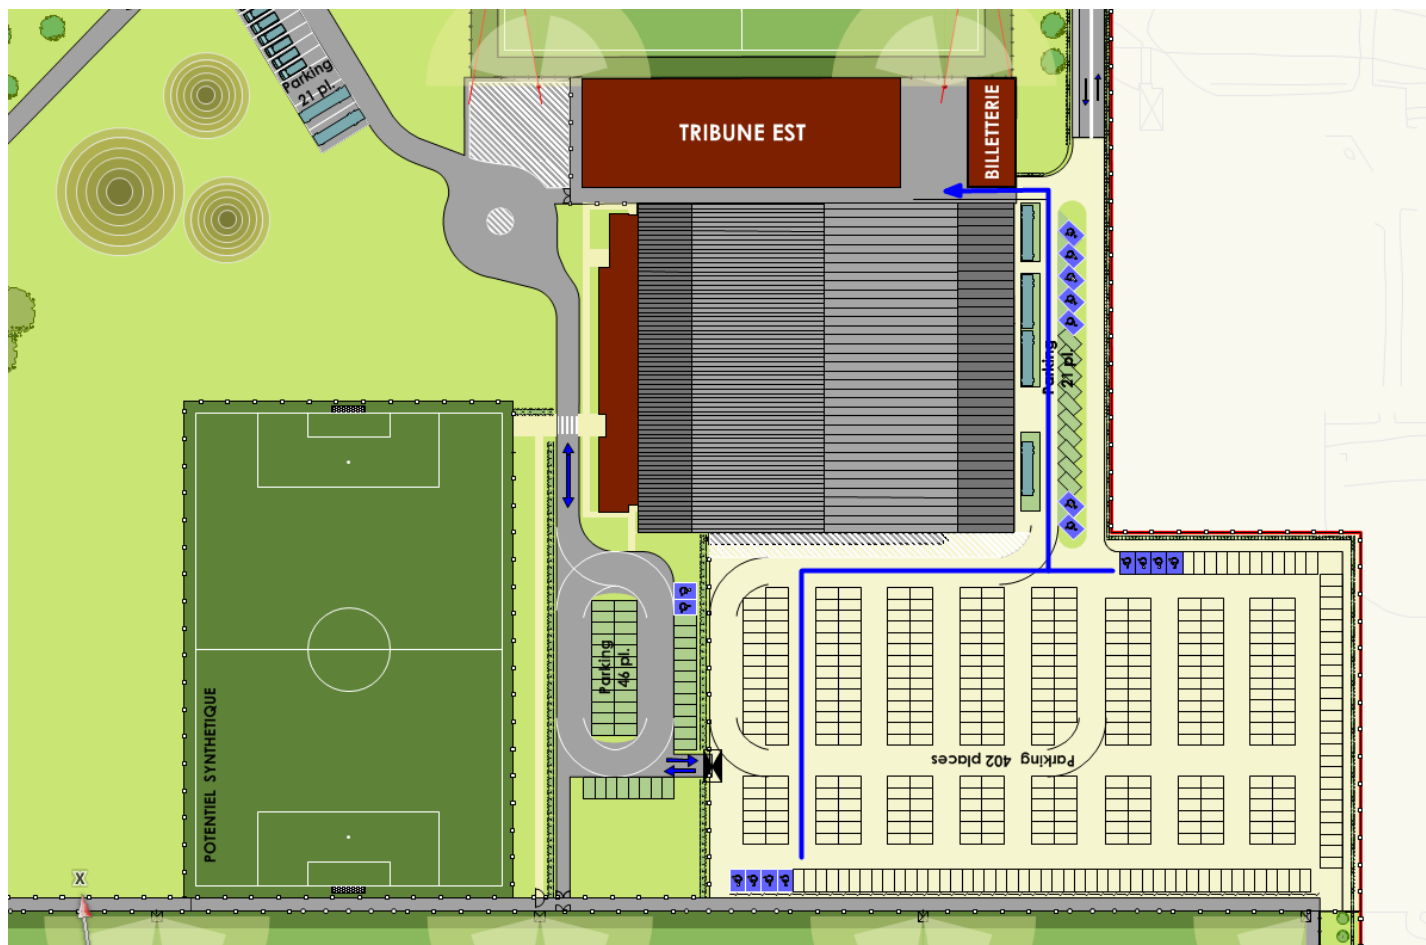 Parking
21 pl.
TRIBUNE EST
BILLETTERIE
Parking
21 pl.
Parking
46 pl.
Parking 402 places
POTENTIEL SYNTHETIQUE
X